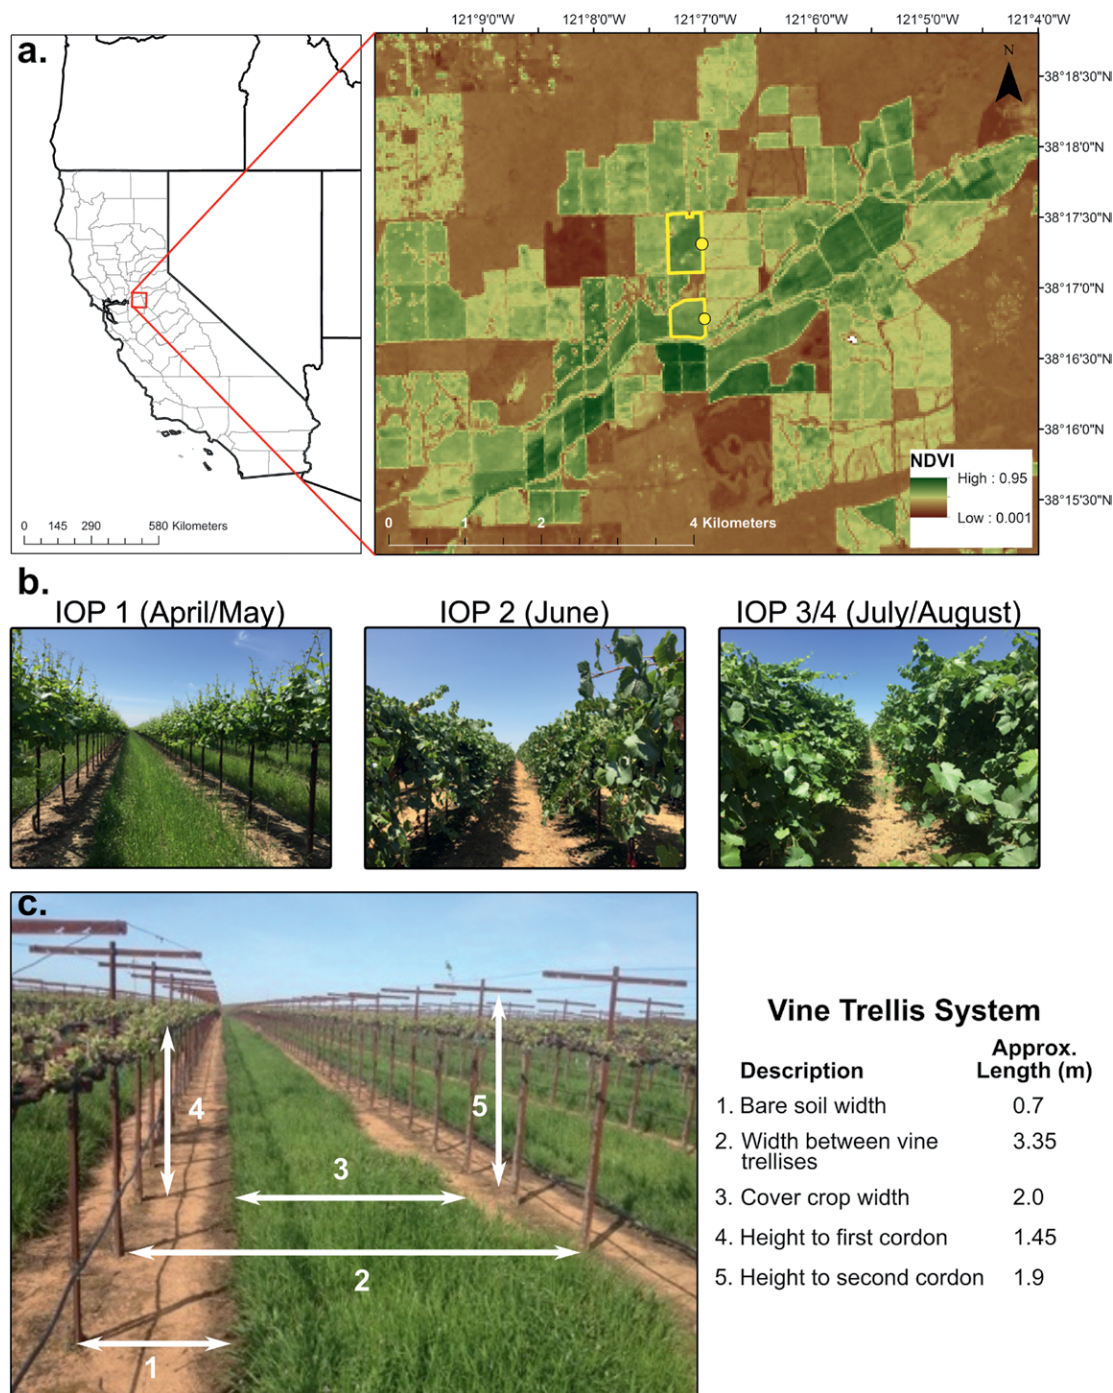 a.
121°9'0"W 121°8'0"W 121°7'0"W 121°6'0"W 121°5'0"W 121°4'0"W
N
38°18'30"N
38°18'0"N
38°17'30"N
38°17'0"N
38°16'30"N
38°16'0"N
38°15'30"N
NDVI
High : 0.95
Low : 0.001
0 145 290 580 Kilometers
0 1 2 4 Kilometers
b.
IOP 1 (April/May)
IOP 2 (June)
IOP 3/4 (July/August)
c.
4
5
3
2
1
Vine Trellis System
Description
Approx.
Length (m)
1. Bare soil width 0.7
2. Width between vine 3.35
trellises
3. Cover crop width 2.0
4. Height to first cordon 1.45
5. Height to second cordon 1.9